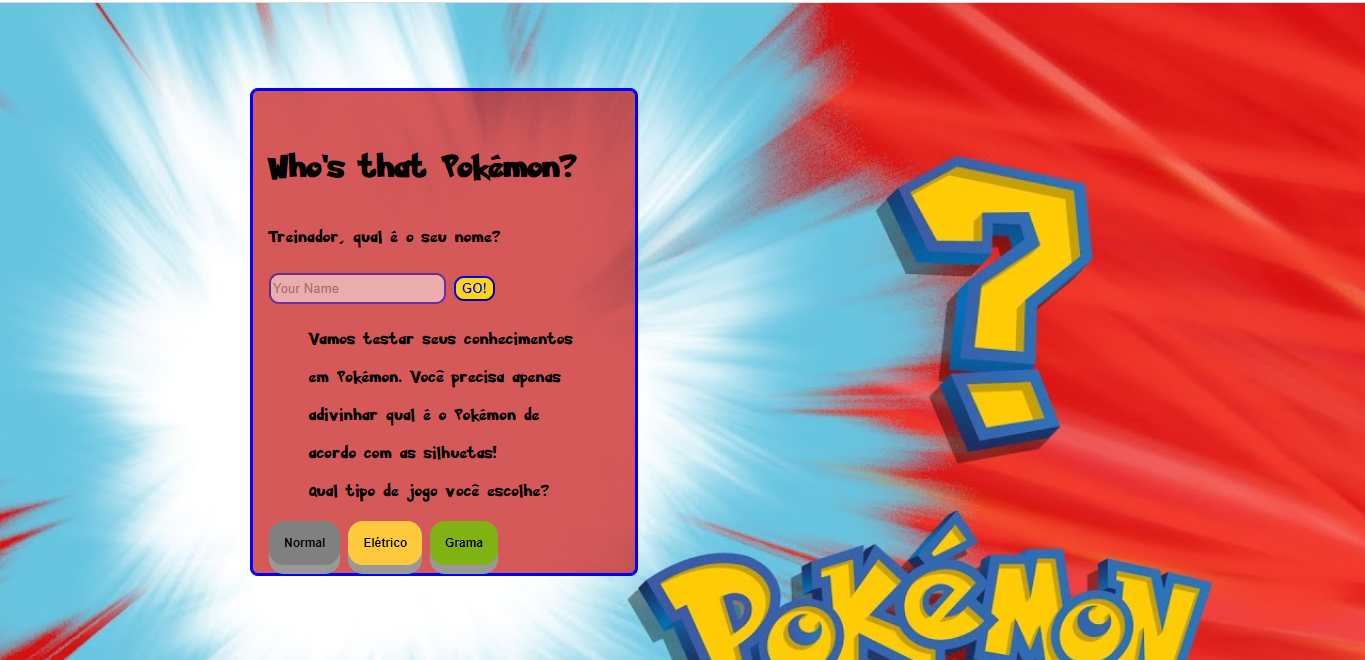 Who's that Pokémon?
Treinador, qual é o seu nome?
Your Name GO!
Vamos testar seus conhecimentos
em Pokémon. Você precisa apenas
adivinhar qual é o Pokémon de
acordo com as silhuetas!
Qual tipo de jogo você escolhe?
Normal Elétrico Grama
?
POKéMON